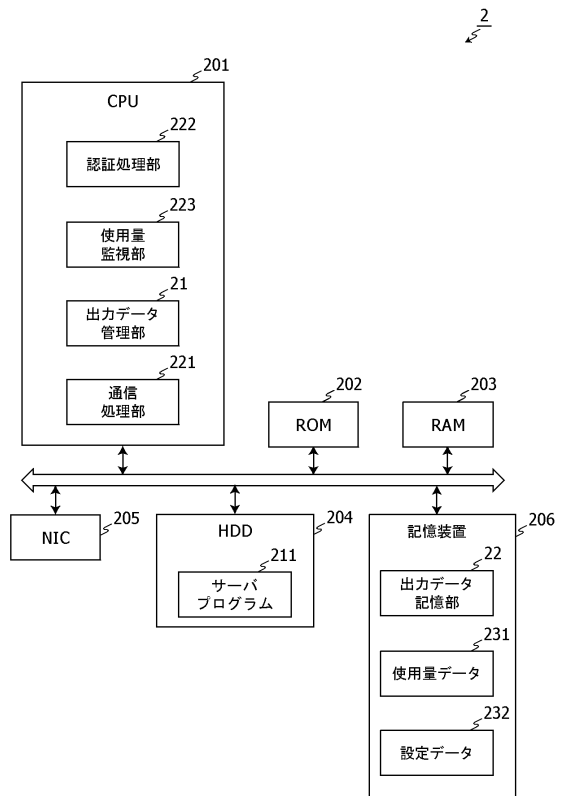 2
201
CPU
222
認証処理部
223
使用量
監視部
21
出力データ
管理部
221
通信
処理部
202
ROM
203
RAM
NIC
205
HDD
204
211
サーバ
プログラム
記憶装置
206
22
出力データ
記憶部
231
使用量データ
232
設定データ